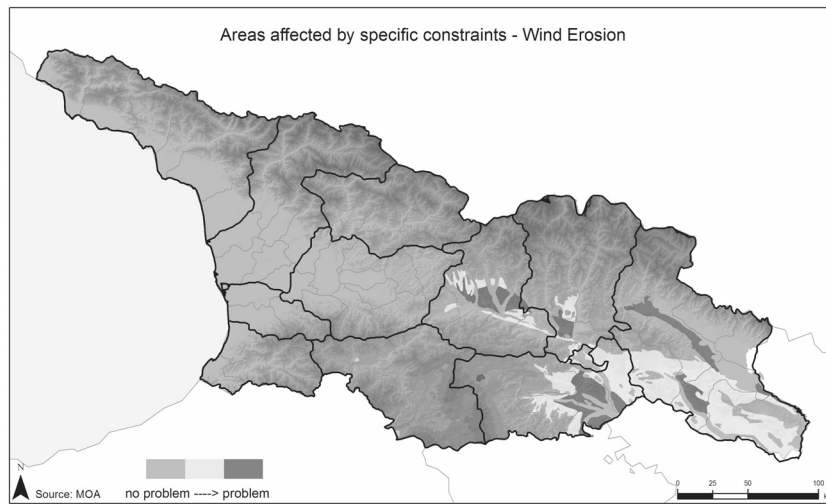 Areas affected by specific constraints - Wind Erosion
N
Source: MOA
no problem ----> problem
0 25 50 100